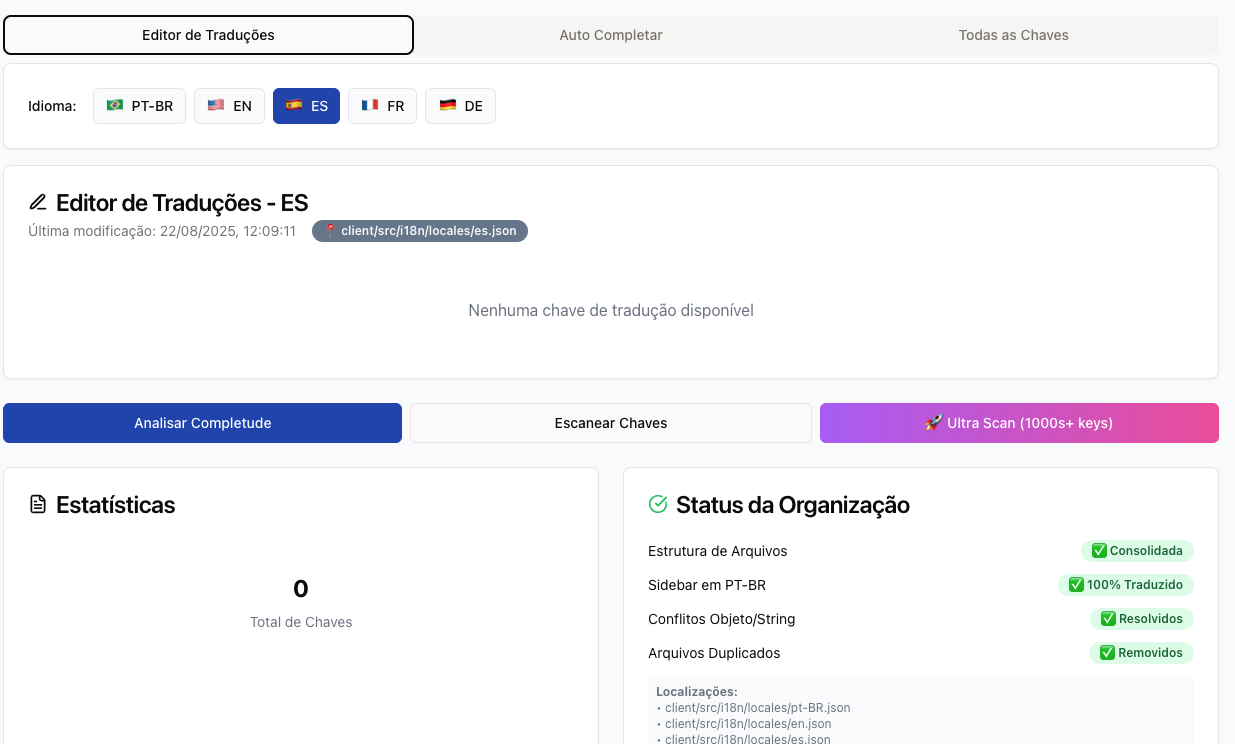 Editor de Traduções
Auto Completar
Todas as Chaves
Idioma:
PT-BR
EN
ES
FR
DE
Editor de Traduções - ES
Última modificação: 22/08/2025, 12:09:11
client/src/i18n/locales/es.json
Nenhuma chave de tradução disponível
Analisar Completude
Escanear Chaves
🚀 Ultra Scan (1000s+ keys)
Estatísticas
0
Total de Chaves
Status da Organização
Estrutura de Arquivos
✅ Consolidada
Sidebar em PT-BR
✅ 100% Traduzido
Conflitos Objeto/String
✅ Resolvidos
Arquivos Duplicados
✅ Removidos
Localizações:
• client/src/i18n/locales/pt-BR.json
• client/src/i18n/locales/en.json
• client/src/i18n/locales/es.json